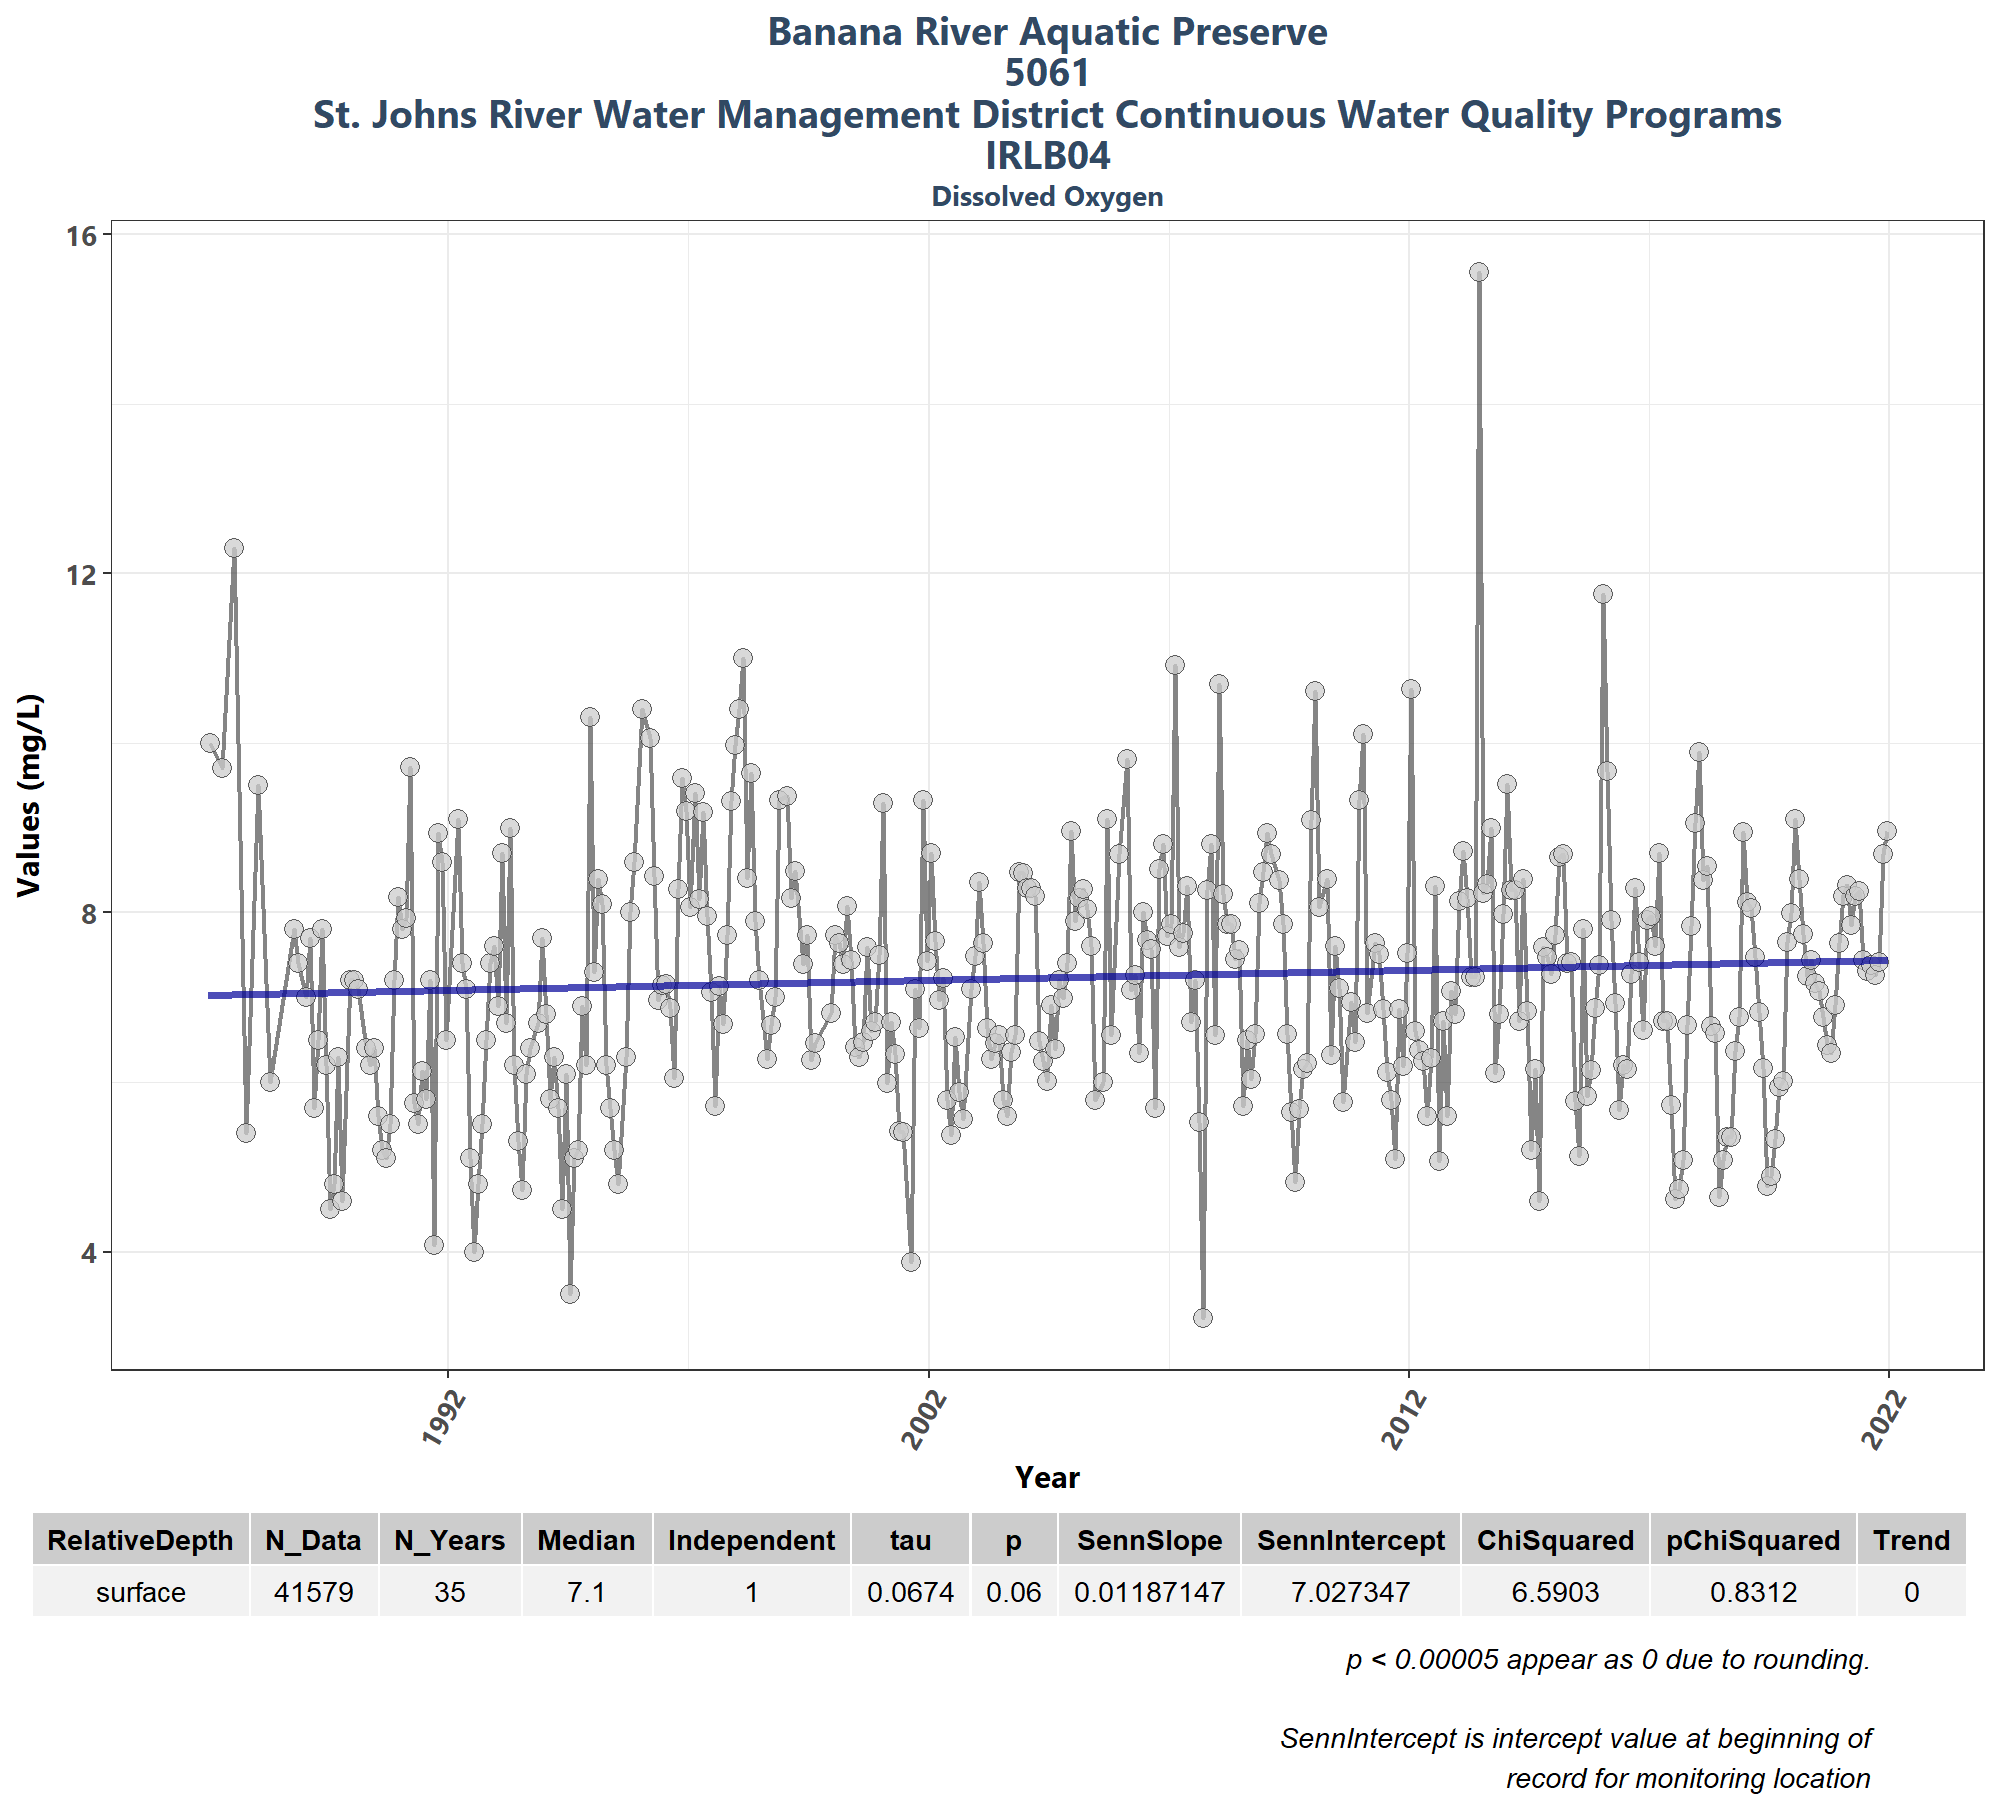 Banana River Aquatic Preserve
5061
St. Johns River Water Management District Continuous Water Quality Programs
IRLB04
Dissolved Oxygen
16
12
8
4
Values (mg/L)
1992
2002
2012
2022
Year
RelativeDepth N_Data N_Years Median Independent tau p SennSlope SennIntercept ChiSquared pChiSquared Trend
surface 41579 35 7.1 1 0.0674 0.06 0.01187147 7.027347 6.5903 0.8312 0
p < 0.00005 appear as 0 due to rounding.
SennIntercept is intercept value at beginning of
record for monitoring location